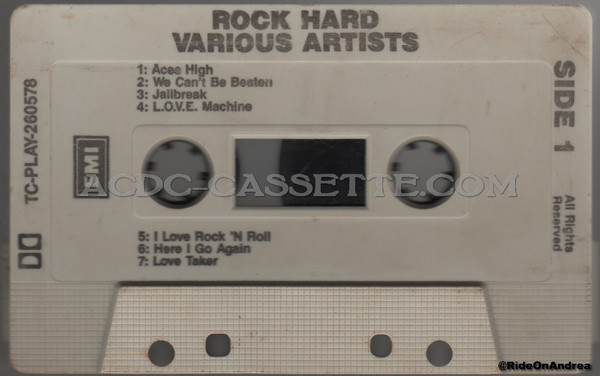 ROCK HARD
VARIOUS ARTISTS
1: Aces High
2: We Can't Be Beaten
3: Jailbreak
4: L.O.V.E. Machine
SIDE 1
TC-PLAY-260578
EMI
ACDC-CASSETTE.COM
5: I Love Rock 'N Roll
6: Here I Go Again
7: Love Taker
All Rights
Reserved
@RideOnAndrea